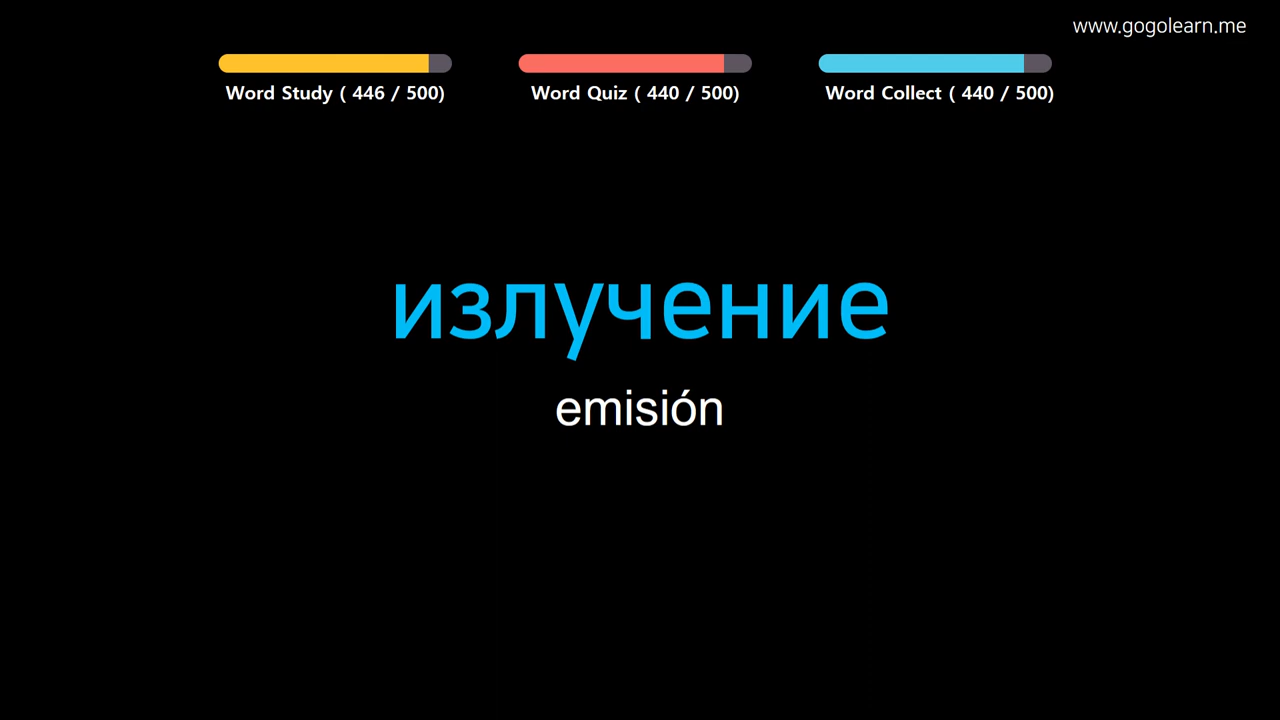 www.gogolearn.me
Word Study ( 446 / 500)
Word Quiz ( 440 / 500)
Word Collect ( 440 / 500)
излучение
emisión